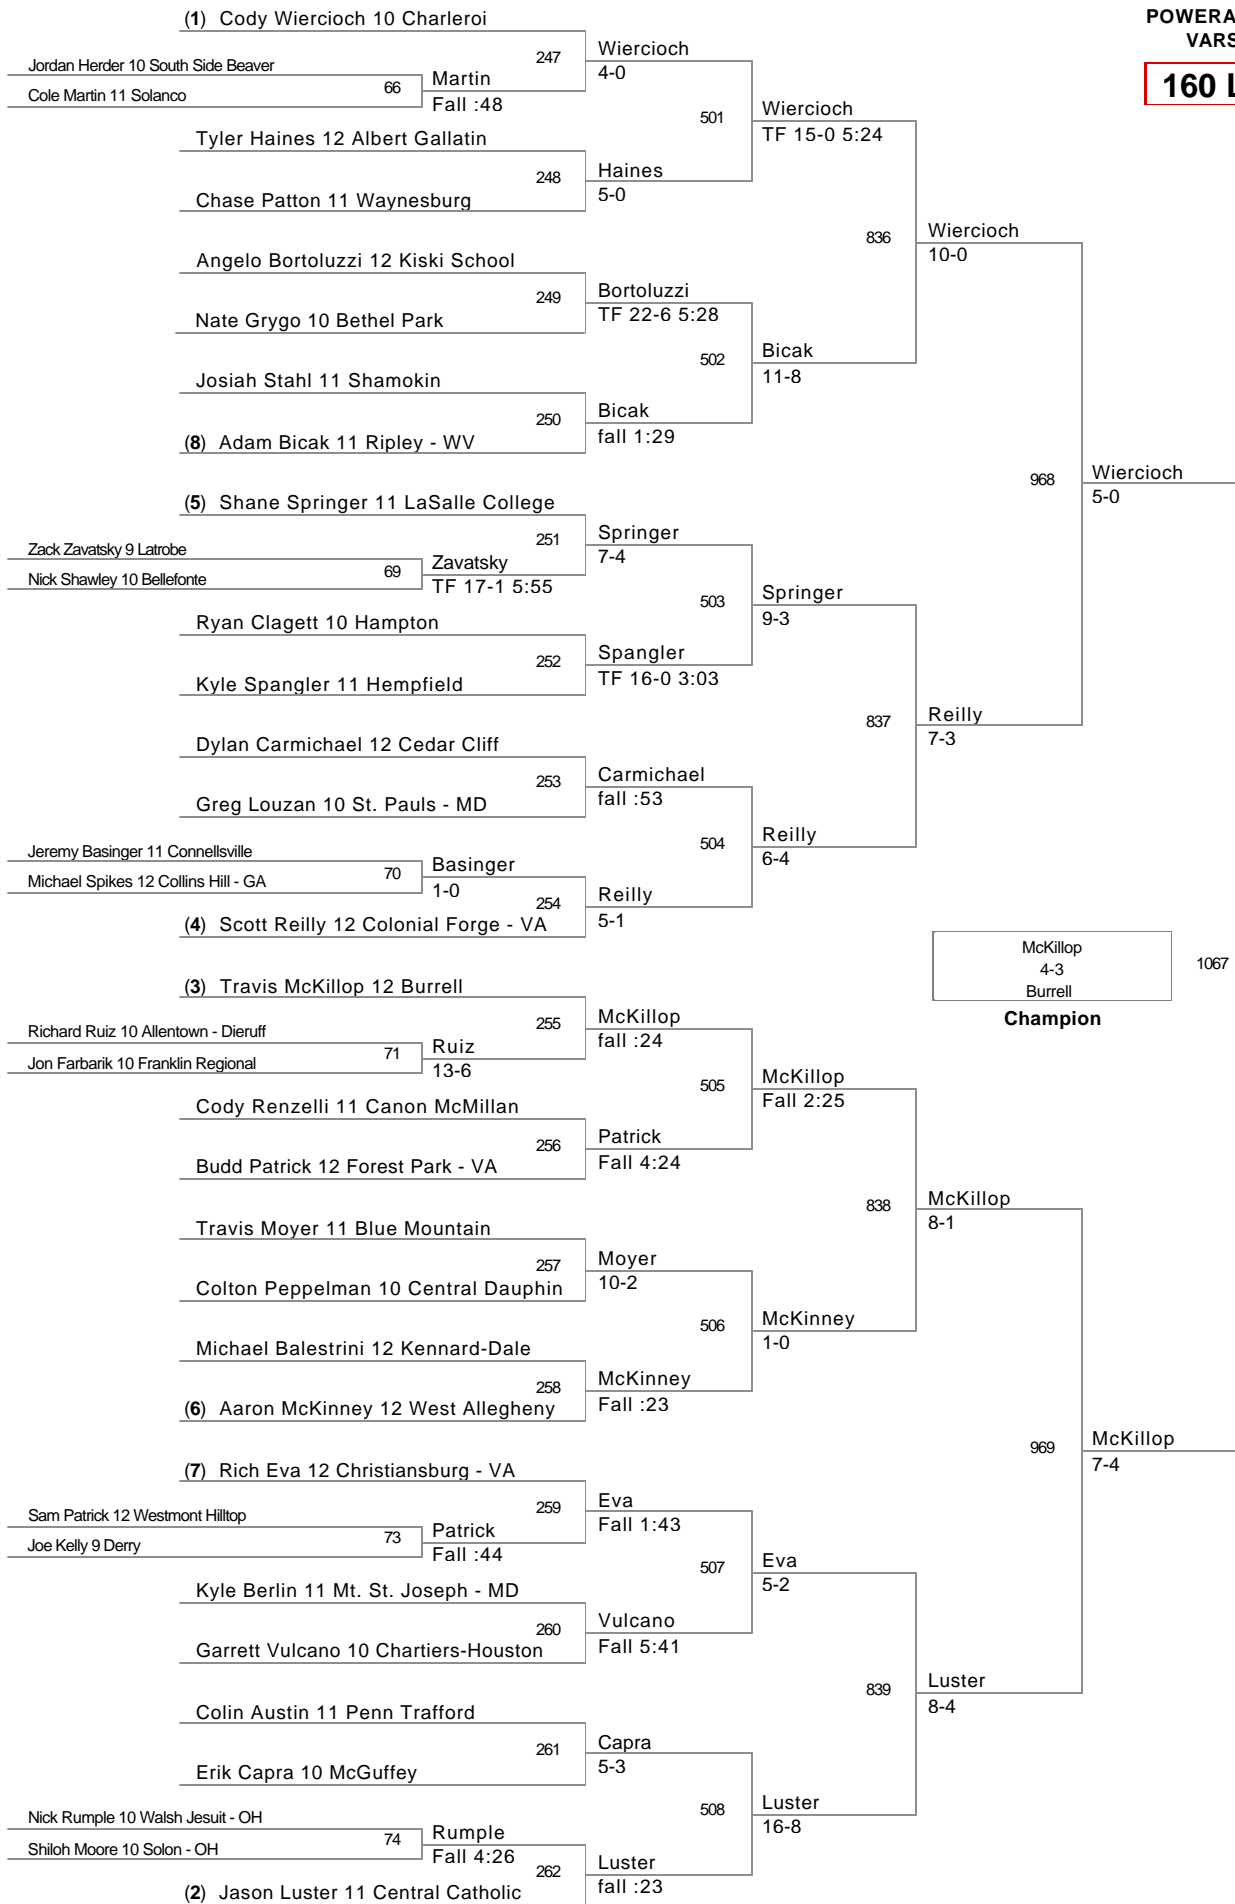 (1) Cody Wiercioch 10 Charleroi
POWERA
VARS
160 L
247
Wiercioch
4-0
Jordan Herder 10 South Side Beaver
66
Martin
Fall :48
Cole Martin 11 Solanco
501
Wiercioch
TF 15-0 5:24
Tyler Haines 12 Albert Gallatin
248
Haines
5-0
Chase Patton 11 Waynesburg
836
Wiercioch
10-0
Angelo Bortoluzzi 12 Kiski School
249
Bortoluzzi
TF 22-6 5:28
Nate Grygo 10 Bethel Park
502
Bicak
11-8
Josiah Stahl 11 Shamokin
250
Bicak
fall 1:29
(8) Adam Bicak 11 Ripley - WV
968
Wiercioch
5-0
(5) Shane Springer 11 LaSalle College
251
Springer
7-4
Zack Zavatsky 9 Latrobe
69
Zavatsky
TF 17-1 5:55
Nick Shawley 10 Bellefonte
503
Springer
9-3
Ryan Clagett 10 Hampton
252
Spangler
TF 16-0 3:03
Kyle Spangler 11 Hempfield
837
Reilly
7-3
Dylan Carmichael 12 Cedar Cliff
253
Carmichael
fall :53
Greg Louzan 10 St. Pauls - MD
504
Reilly
6-4
Jeremy Basinger 11 Connellsville
70
Basinger
1-0
Michael Spikes 12 Collins Hill - GA
254
Reilly
5-1
(4) Scott Reilly 12 Colonial Forge - VA
McKillop
4-3
Burrell
1067
Champion
(3) Travis McKillop 12 Burrell
255
McKillop
fall :24
Richard Ruiz 10 Allentown - Dieruff
71
Ruiz
13-6
Jon Farbarik 10 Franklin Regional
505
McKillop
Fall 2:25
Cody Renzelli 11 Canon McMillan
256
Patrick
Fall 4:24
Budd Patrick 12 Forest Park - VA
838
McKillop
8-1
Travis Moyer 11 Blue Mountain
257
Moyer
10-2
Colton Peppelman 10 Central Dauphin
506
McKinney
1-0
Michael Balestrini 12 Kennard-Dale
258
McKinney
Fall :23
(6) Aaron McKinney 12 West Allegheny
969
McKillop
7-4
(7) Rich Eva 12 Christiansburg - VA
259
Eva
Fall 1:43
Sam Patrick 12 Westmont Hilltop
73
Patrick
Fall :44
Joe Kelly 9 Derry
507
Eva
5-2
Kyle Berlin 11 Mt. St. Joseph - MD
260
Vulcano
Fall 5:41
Garrett Vulcano 10 Chartiers-Houston
839
Luster
8-4
Colin Austin 11 Penn Trafford
261
Capra
5-3
Erik Capra 10 McGuffey
508
Luster
16-8
Nick Rumple 10 Walsh Jesuit - OH
74
Rumple
Fall 4:26
Shiloh Moore 10 Solon - OH
262
Luster
fall :23
(2) Jason Luster 11 Central Catholic